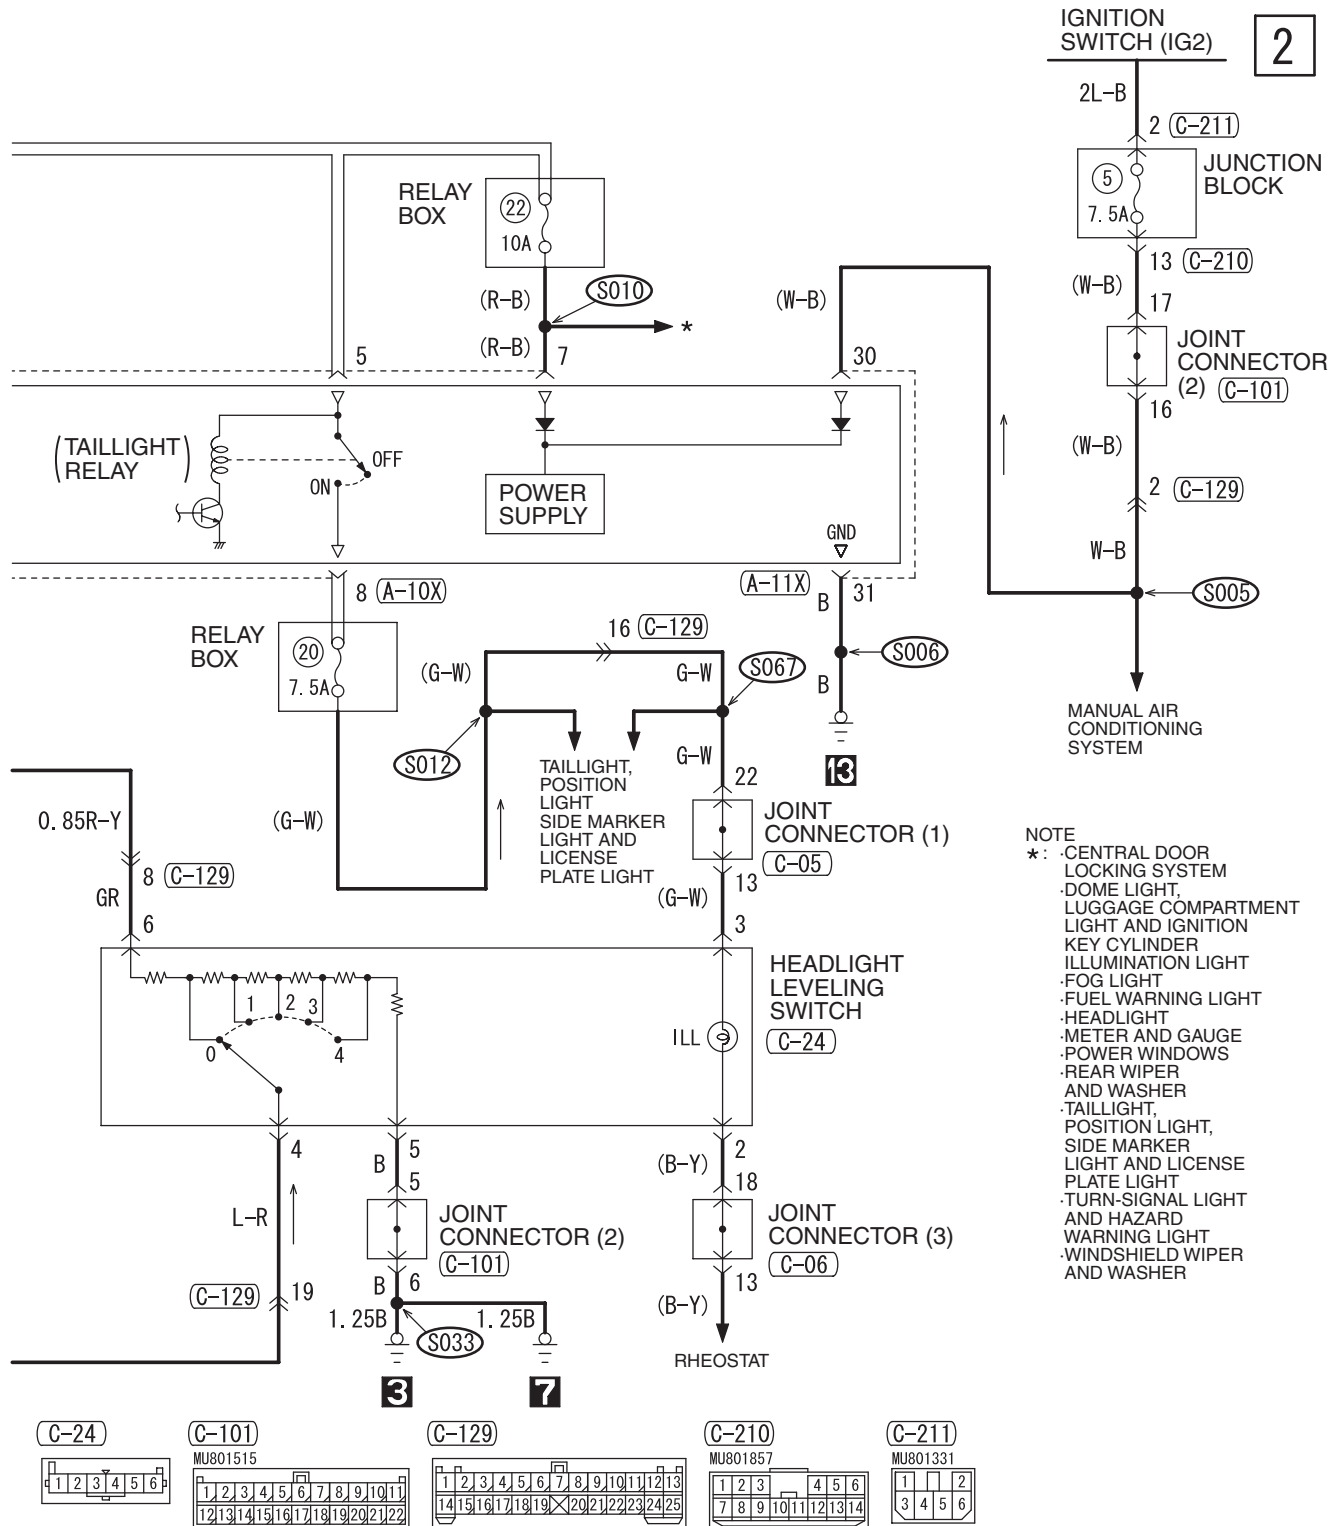 IGNITION
SWITCH (IG2)
2
2L-B
2 C-211
5
7.5A
JUNCTION
BLOCK
13 C-210
(W-B)
17
JOINT
CONNECTOR
(2) C-101
16
(W-B)
2 C-129
W-B
S005
MANUAL AIR
CONDITIONING
SYSTEM
RELAY
BOX
22
10A
(R-B)
S010
*
(R-B)
7
(W-B)
30
5
(TAILLIGHT
RELAY)
OFF
ON
POWER
SUPPLY
GND
8 A-10X
A-11X
31
B
S006
B
13
RELAY
BOX
20
7.5A
16 C-129
(G-W)
G-W
S067
S012
G-W
TAILLIGHT,
POSITION
LIGHT
SIDE MARKER
LIGHT AND
LICENSE
PLATE LIGHT
22
JOINT
CONNECTOR (1)
C-05
13
(G-W)
3
(G-W)
0.85R-Y
8 C-129
GR
6
HEADLIGHT
LEVELING
SWITCH
C-24
0
1
2
3
4
ILL
4
L-R
C-129
19
5
B
5
JOINT
CONNECTOR (2)
C-101
B
6
1.25B
1.25B
S033
3
7
2
(B-Y)
18
JOINT
CONNECTOR (3)
C-06
13
(B-Y)
RHEOSTAT
NOTE
*: ·CENTRAL DOOR
LOCKING SYSTEM
·DOME LIGHT,
LUGGAGE COMPARTMENT
LIGHT AND IGNITION
KEY CYLINDER
ILLUMINATION LIGHT
·FOG LIGHT
·FUEL WARNING LIGHT
·HEADLIGHT
·METER AND GAUGE
·POWER WINDOWS
·REAR WIPER
AND WASHER
·TAILLIGHT,
POSITION LIGHT,
SIDE MARKER
LIGHT AND LICENSE
PLATE LIGHT
·TURN-SIGNAL LIGHT
AND HAZARD
WARNING LIGHT
·WINDSHIELD WIPER
AND WASHER
C-24
1 2 3 4 5 6
C-101
MU801515
1 2 3 4 5 6 7 8 9 10 11
12 13 14 15 16 17 18 19 20 21 22
C-129
1 2 3 4 5 6 7 8 9 10 11 12 13
14 15 16 17 18 19 20 21 22 23 24 25
C-210
MU801857
1 2 3 4 5 6
7 8 9 10 11 12 13 14
C-211
MU801331
1 2
3 4 5 6